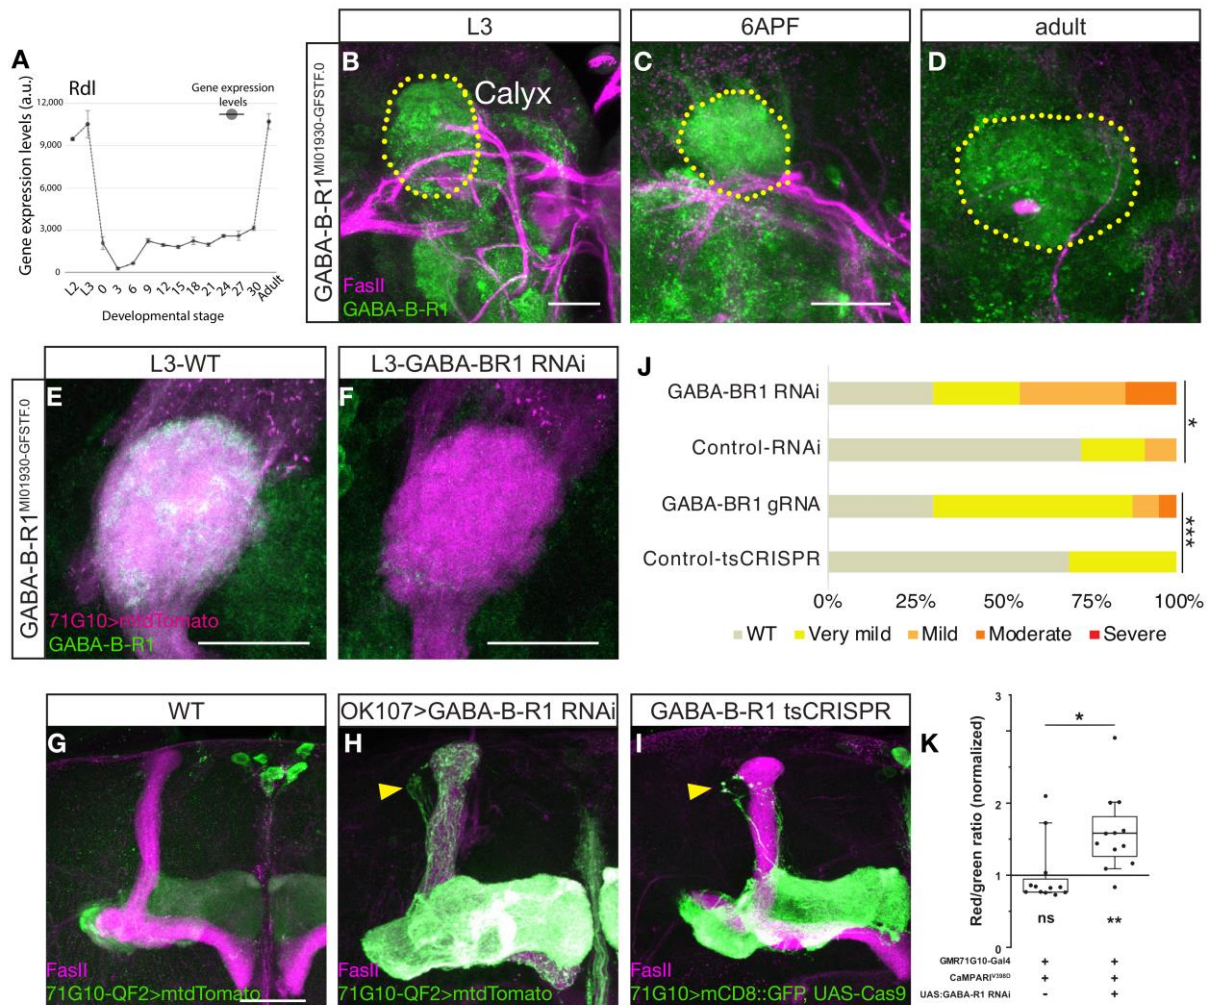 A
Rdl
Gene expression
levels
Gene expression levels (a.u.)
12,000
9,000
6,000
3,000
0
L2
L3
0
3
6
9
12
15
18
21
24
27
30
Adult
Developmental stage
L3
6APF
adult
GABA-B-R1MI01930-GFSTF.0
B
Calyx
FasII
GABA-B-R1
C
D
L3-WT
L3-GABA-BR1 RNAi
GABA-B-R1MI01930-GFSTF.0
E
71G10>mtdTomato
GABA-B-R1
F
J
GABA-BR1 RNAi
Control-RNAi
GABA-BR1 gRNA
Control-tsCRISPR
*
***
0% 25% 50% 75% 100%
WT Very mild Mild Moderate Severe
WT
OK107>GABA-B-R1 RNAi
GABA-B-R1 tsCRISPR
G
FasII
71G10-QF2>mtdTomato
H
FasII
71G10-QF2>mtdTomato
I
FasII
71G10>mCD8::GFP, UAS-Cas9
K
Red/green ratio (normalized)
3
2
1
0
*
ns
**
GMR71G10-Gal4 + +
CaMPARIV398D + +
UAS:GABA-R1 RNAi - +